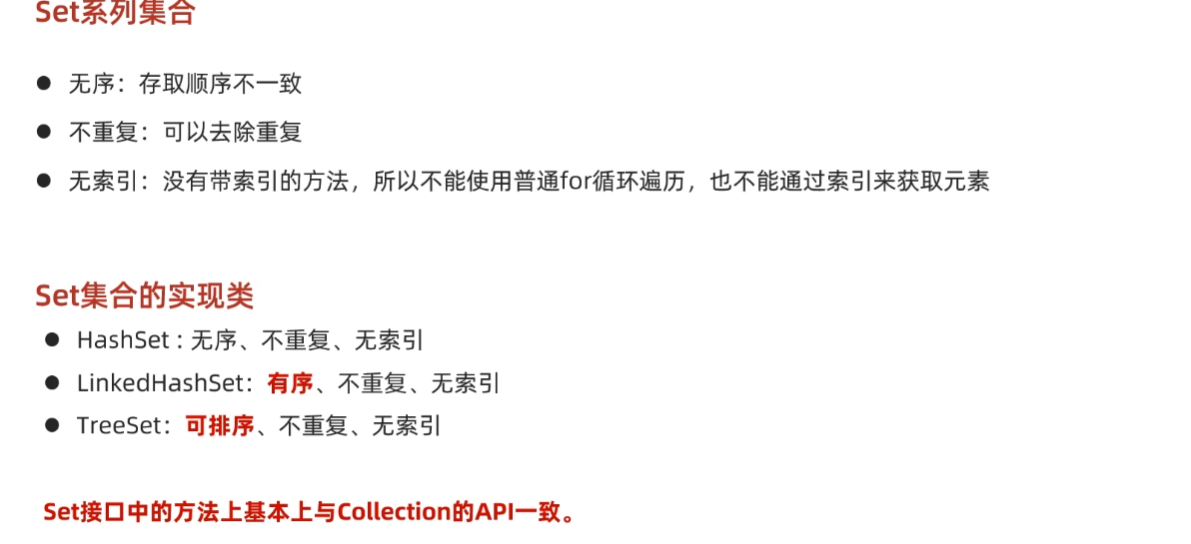 Set系列集合
● 无序：存取顺序不一致
● 不重复：可以去除重复
● 无索引：没有带索引的方法，所以不能使用普通for循环遍历，也不能通过索引来获取元素
Set集合的实现类
● HashSet : 无序、不重复、无索引
● LinkedHashSet：有序、不重复、无索引
● TreeSet：可排序、不重复、无索引
Set接口中的方法上基本上与Collection的API一致。